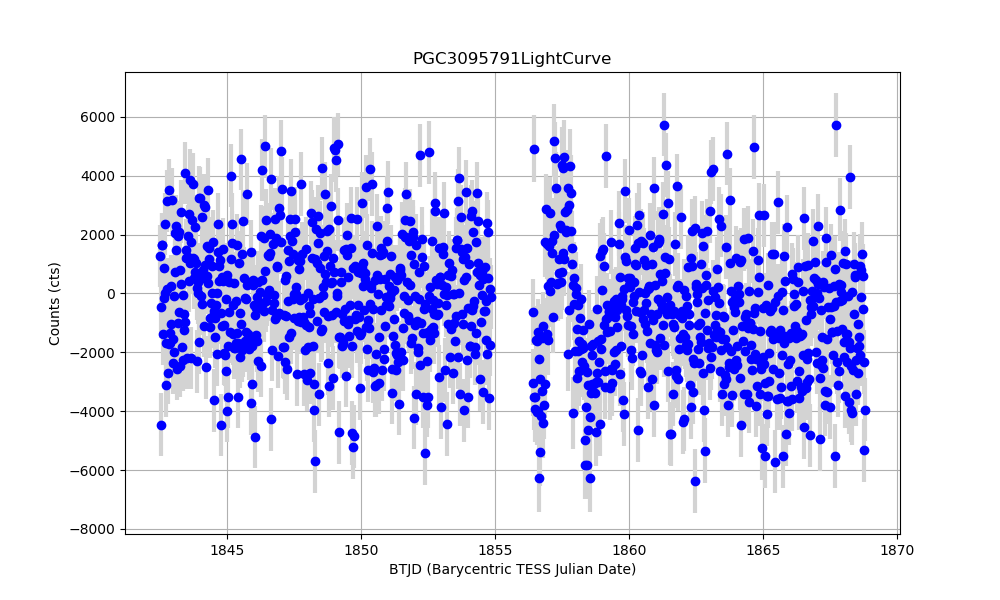 PGC3095791LightCurve
6000
4000
2000
0
−2000
−4000
−6000
−8000
Counts (cts)
1845 1850 1855 1860 1865 1870
BTJD (Barycentric TESS Julian Date)